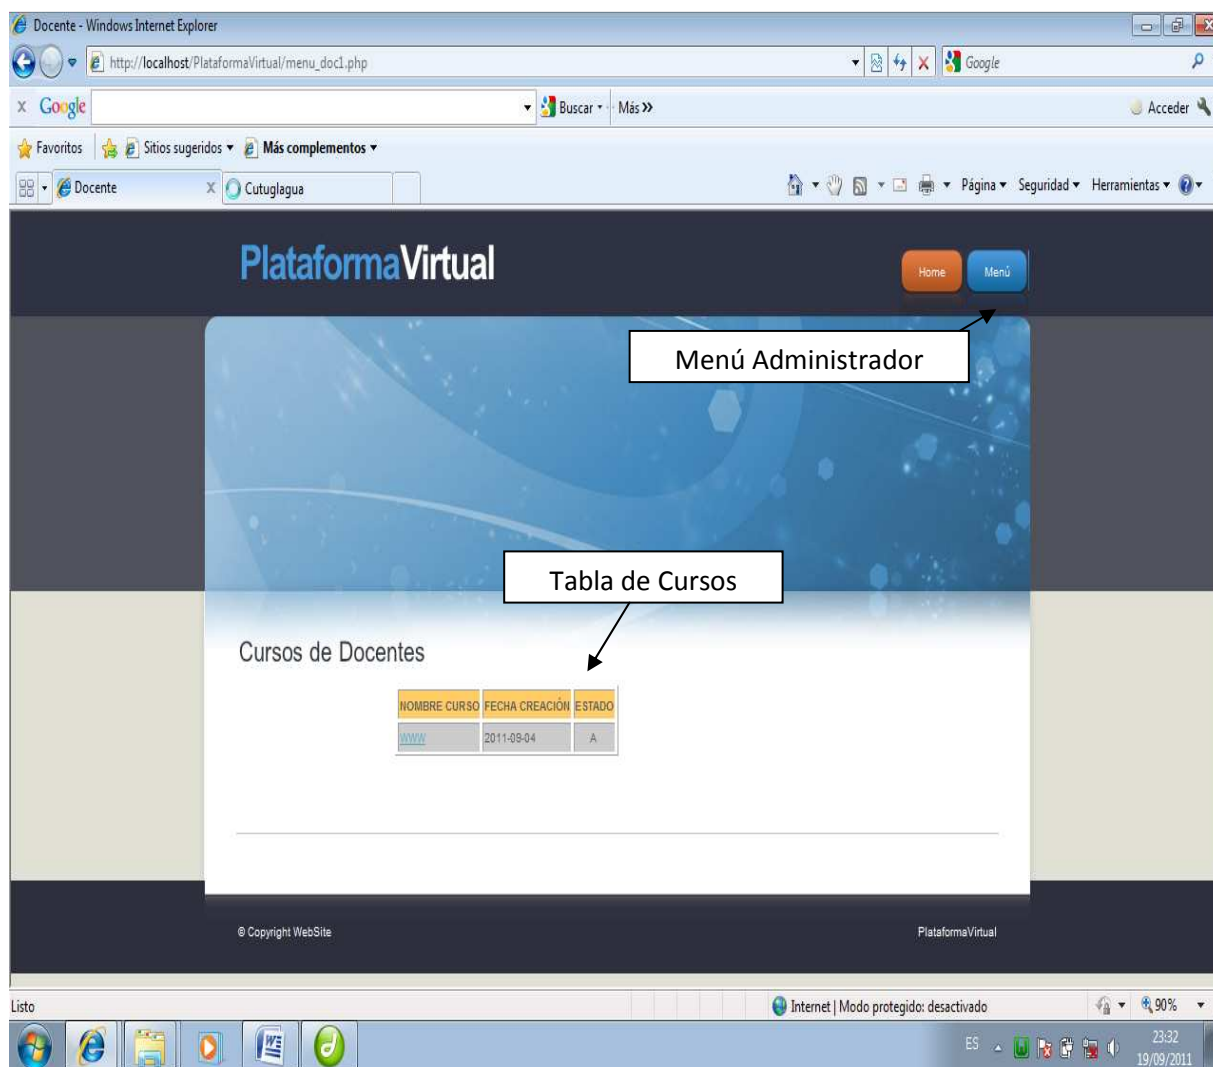 Docente - Windows Internet Explorer
http://localhost/PlataformaVirtual/menu_doc1.php
Google
x Google
Buscar
Más »
Acceder
Favoritos
Sitios sugeridos
Más complementos
Docente X
Cutuglagua
Página
Seguridad
Herramientas
PlataformaVirtual
Home
Menú
Menú Administrador
Tabla de Cursos
Cursos de Docentes
NOMBRE CURSO FECHA CREACIÓN ESTADO
WWW 2011-09-04 A
© Copyright WebSite
PlataformaVirtual
Listo
Internet | Modo protegido: desactivado
90%
ES
23:32
19/09/2011